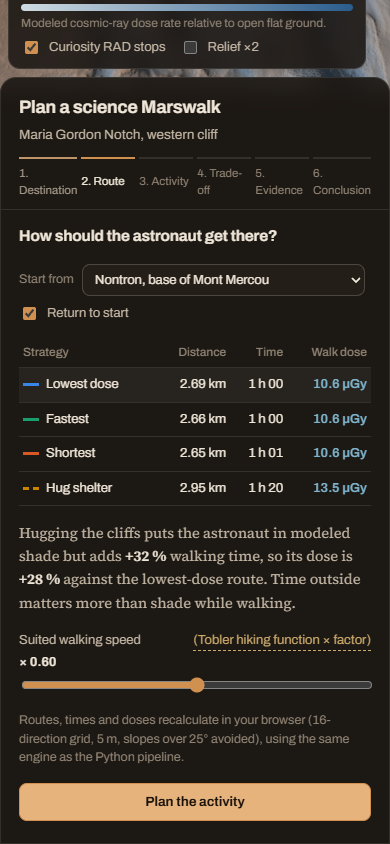 Modeled cosmic-ray dose rate relative to open flat ground.
Curiosity RAD stops Relief ×2
Plan a science Marswalk
Maria Gordon Notch, western cliff
1. Destination 2. Route 3. Activity 4. Trade-off 5. Evidence 6. Conclusion
How should the astronaut get there?
Start from Nontron, base of Mont Mercou
Return to start
Strategy Distance Time Walk dose
Lowest dose 2.69 km 1 h 00 10.6 µGy
Fastest 2.66 km 1 h 00 10.6 µGy
Shortest 2.65 km 1 h 01 10.6 µGy
Hug shelter 2.95 km 1 h 20 13.5 µGy
Hugging the cliffs puts the astronaut in modeled
shade but adds +32 % walking time, so its dose is
+28 % against the lowest-dose route. Time outside
matters more than shade while walking.
Suited walking speed (Tobler hiking function × factor)
× 0.60
Routes, times and doses recalculate in your browser (16-
direction grid, 5 m, slopes over 25° avoided), using the same
engine as the Python pipeline.
Plan the activity